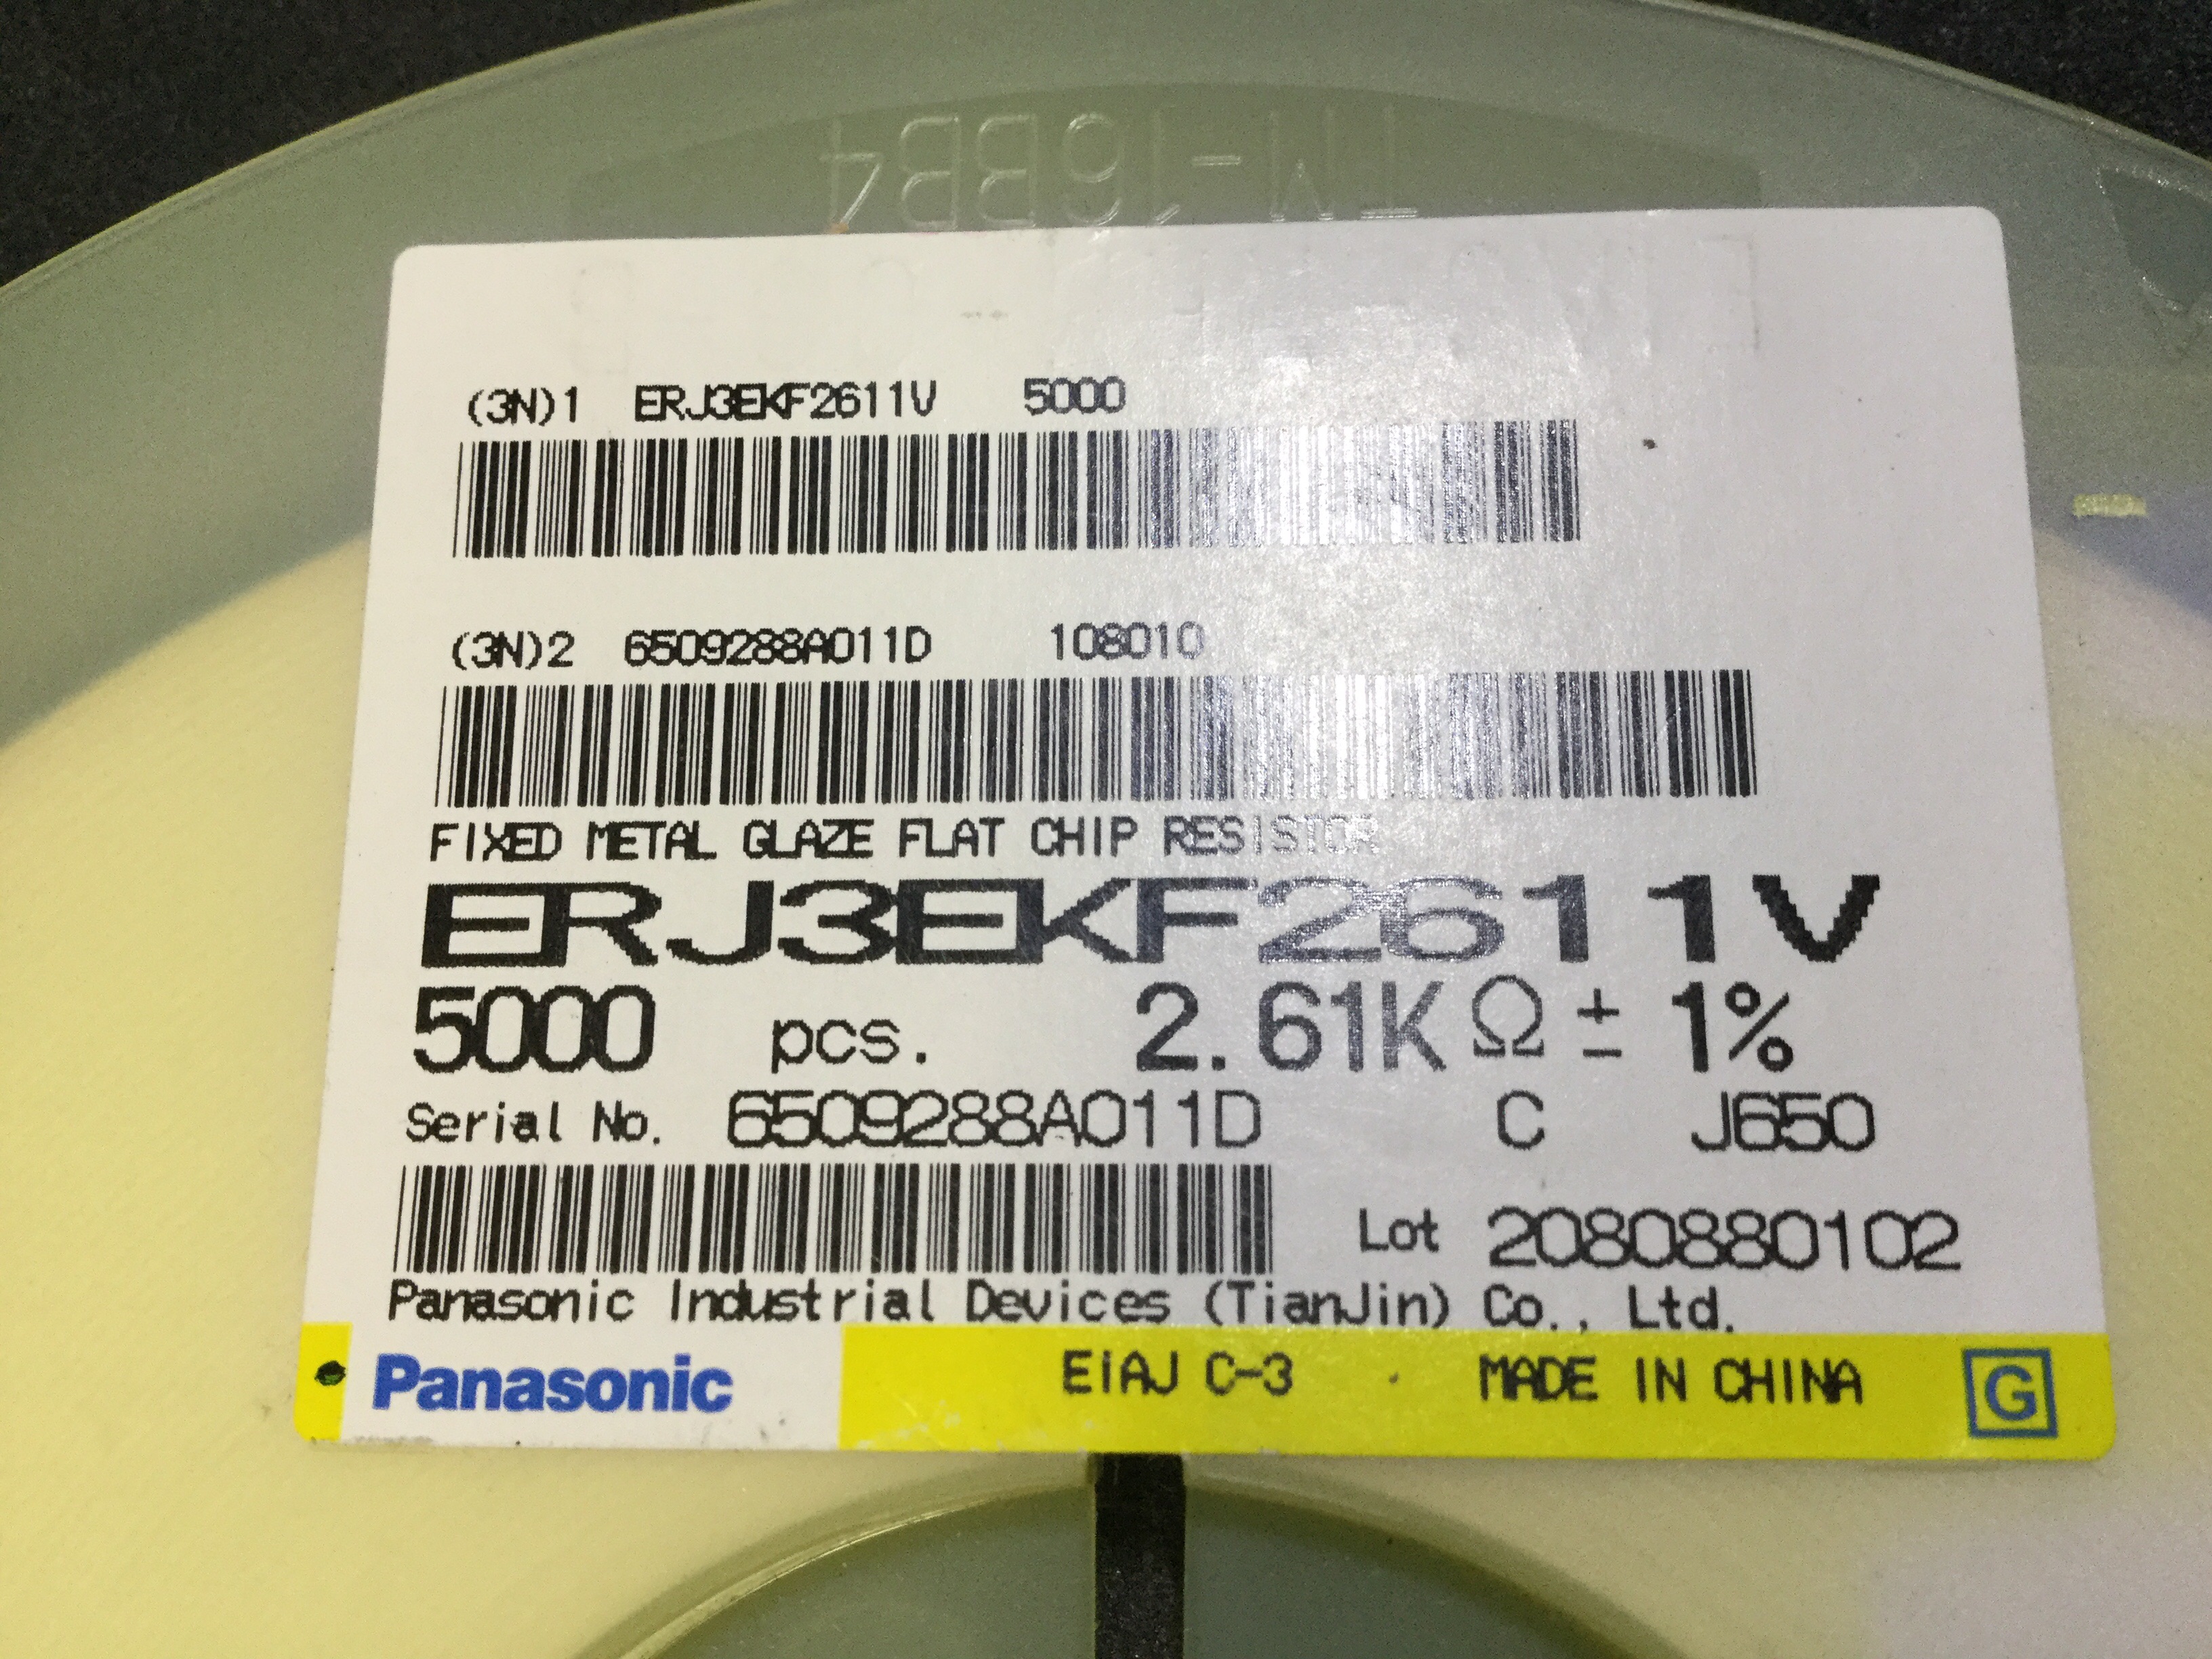 TM-16BB4
(3N)1 ERJ3EKF2611V 5000
(3N)2 6509288A011D 108010
FIXED METAL GLAZE FLAT CHIP RESISTOR
ERJ3EKF2611V
5000 pcs. 2.61KΩ ± 1%
Serial No. 6509288A011D C J650
Lot 2080880102
Panasonic Industrial Devices (TianJin) Co., Ltd.
Panasonic EIAJ C-3 MADE IN CHINA G